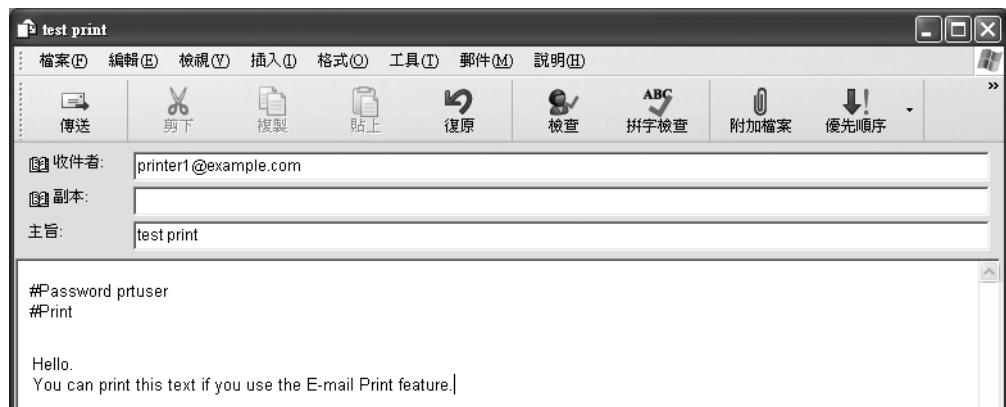 test print
檔案(F) 編輯(E) 檢視(V) 插入(I) 格式(O) 工具(T) 郵件(M) 說明(H)
傳送 剪下 複製 貼上 復原 檢查 ABC 拼字檢查 附加檔案 優先順序 »
收件者: printer1@example.com
副本:
主旨: test print
#Password prtuser
#Print
Hello.
You can print this text if you use the E-mail Print feature.